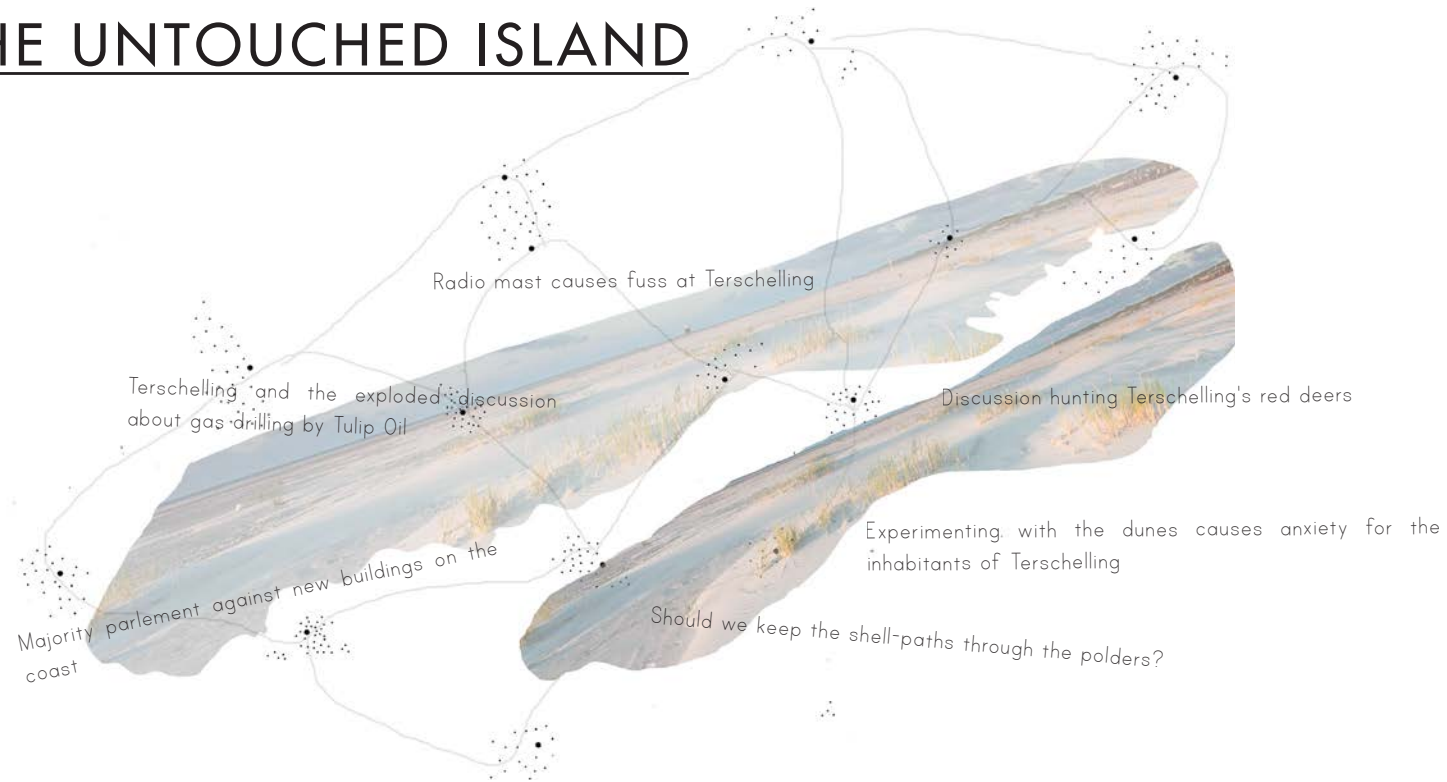 HE UNTOUCHED ISLAND
Radio mast causes fuss at Terschelling
Terschelling and the exploded discussion
about gas drilling by Tulip Oil
Discussion hunting Terschelling's red deers
Experimenting with the dunes causes anxiety for the
inhabitants of Terschelling
Majority parlement against new buildings on the
coast
Should we keep the shell-paths through the polders?